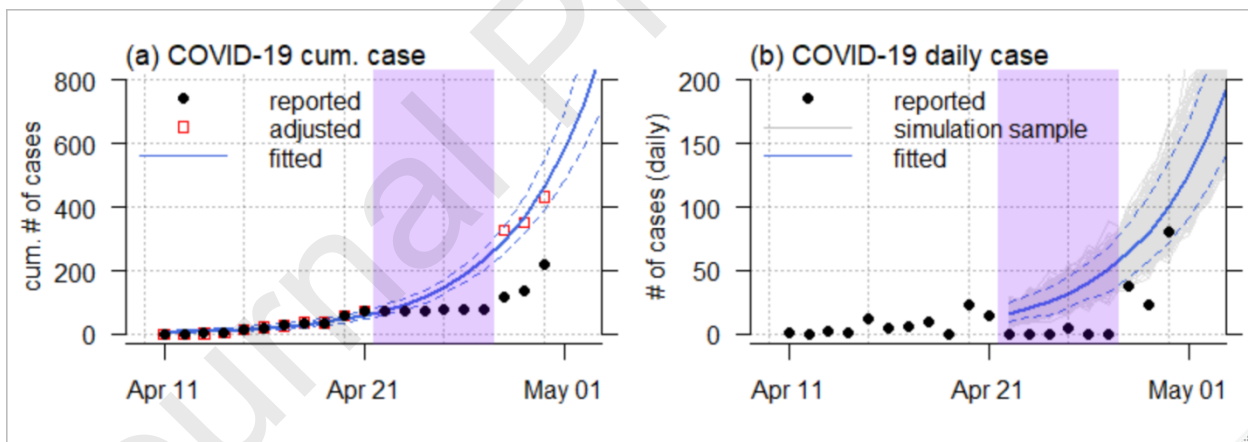 (a) COVID-19 cum. case
cum. # of cases
800
600
400
200
0
reported
adjusted
fitted
Apr 11
Apr 21
May 01
(b) COVID-19 daily case
# of cases (daily)
200
150
100
50
0
reported
simulation sample
fitted
Apr 11
Apr 21
May 01